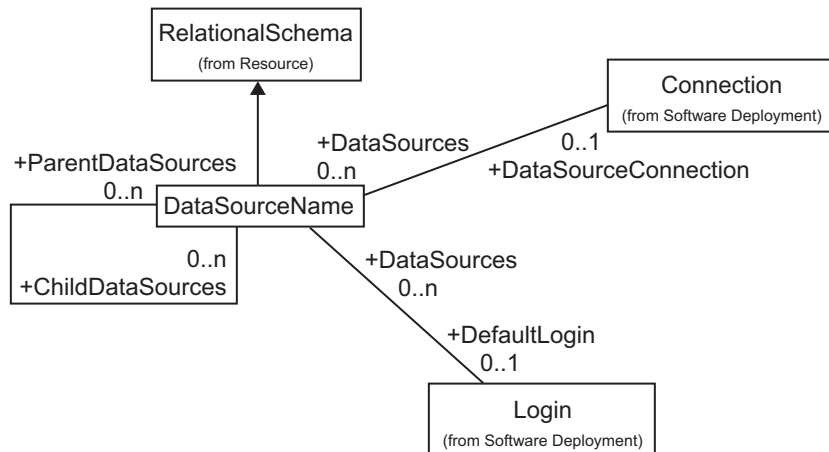 RelationalSchema
(from Resource)
Connection
(from Software Deployment)
+DataSources
0..n
0..1
+DataSourceConnection
+ParentDataSources
0..n
DataSourceName
0..n
+ChildDataSources
+DataSources
0..n
+DefaultLogin
0..1
Login
(from Software Deployment)